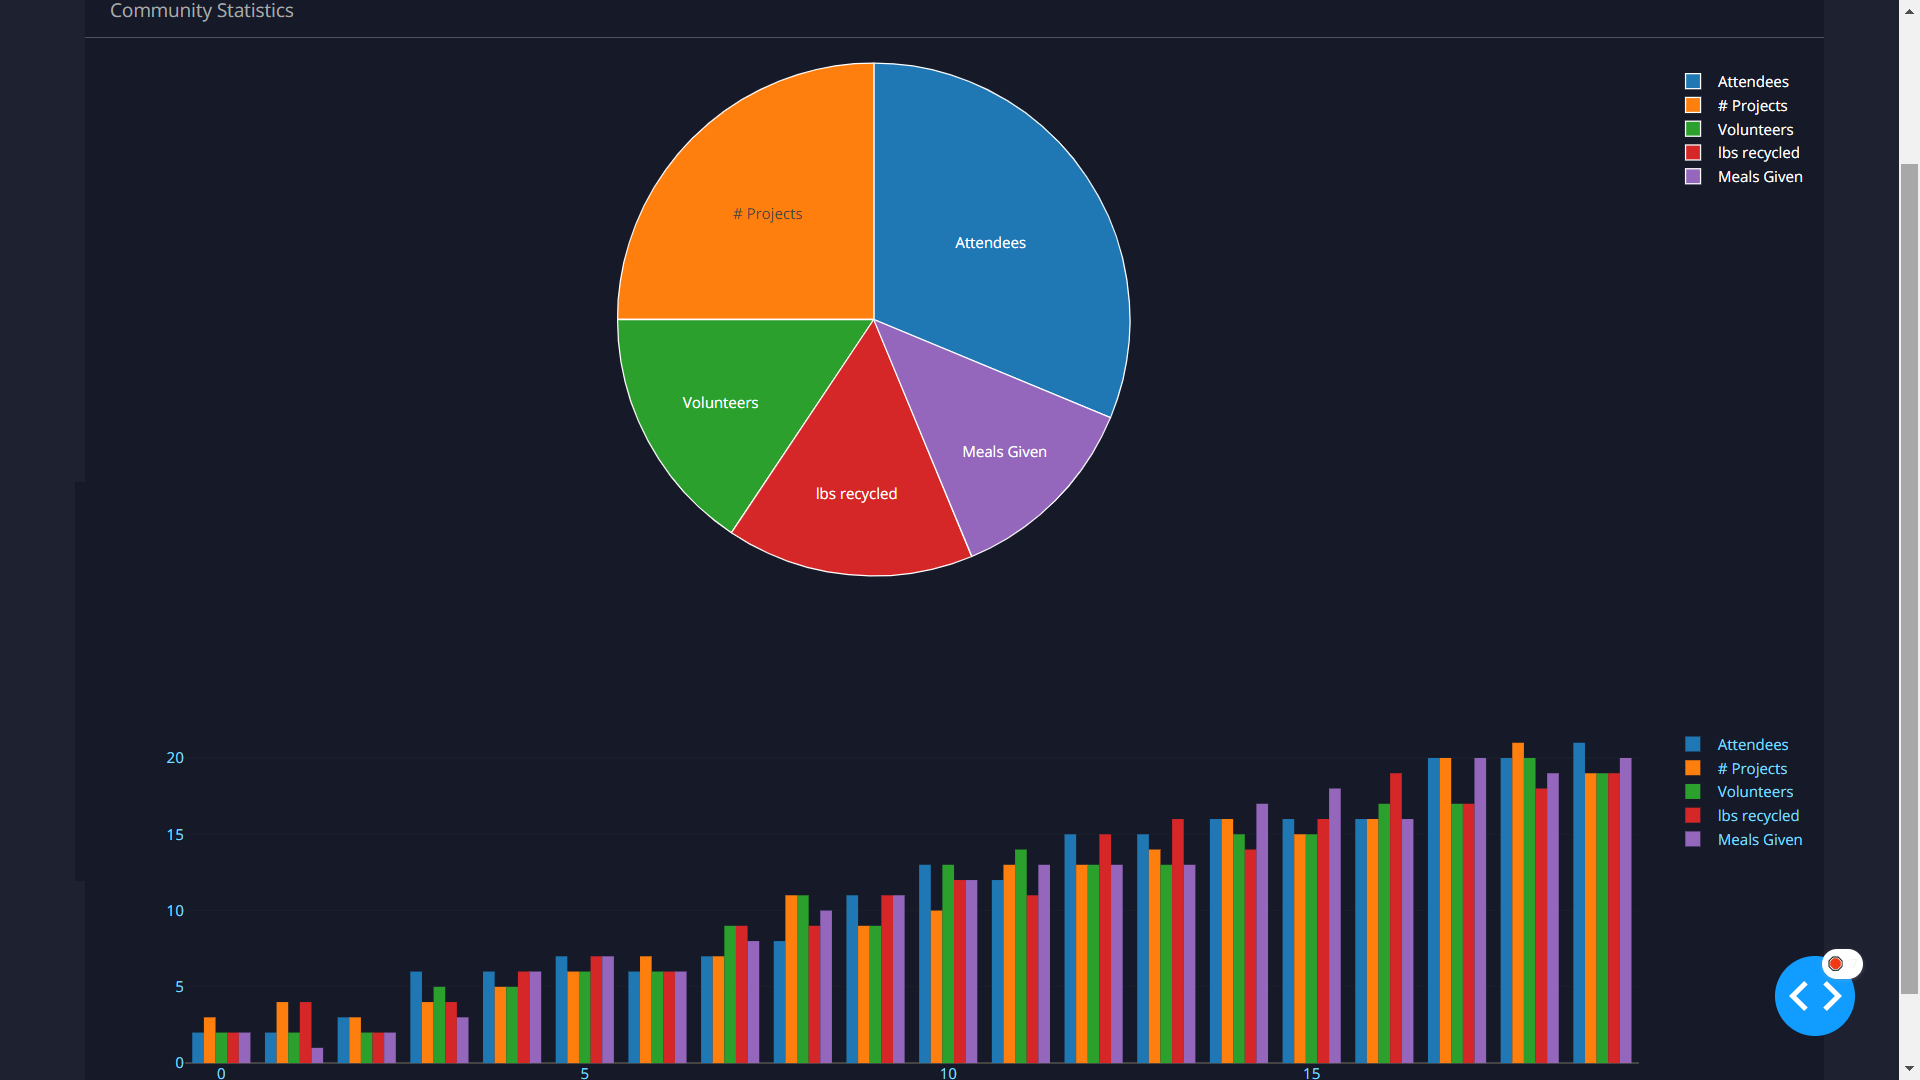 Community Statistics
Attendees
# Projects
Volunteers
lbs recycled
Meals Given
# Projects
Attendees
Volunteers
Meals Given
lbs recycled
Attendees
# Projects
Volunteers
lbs recycled
Meals Given
20
15
10
5
0
0 5 10 15